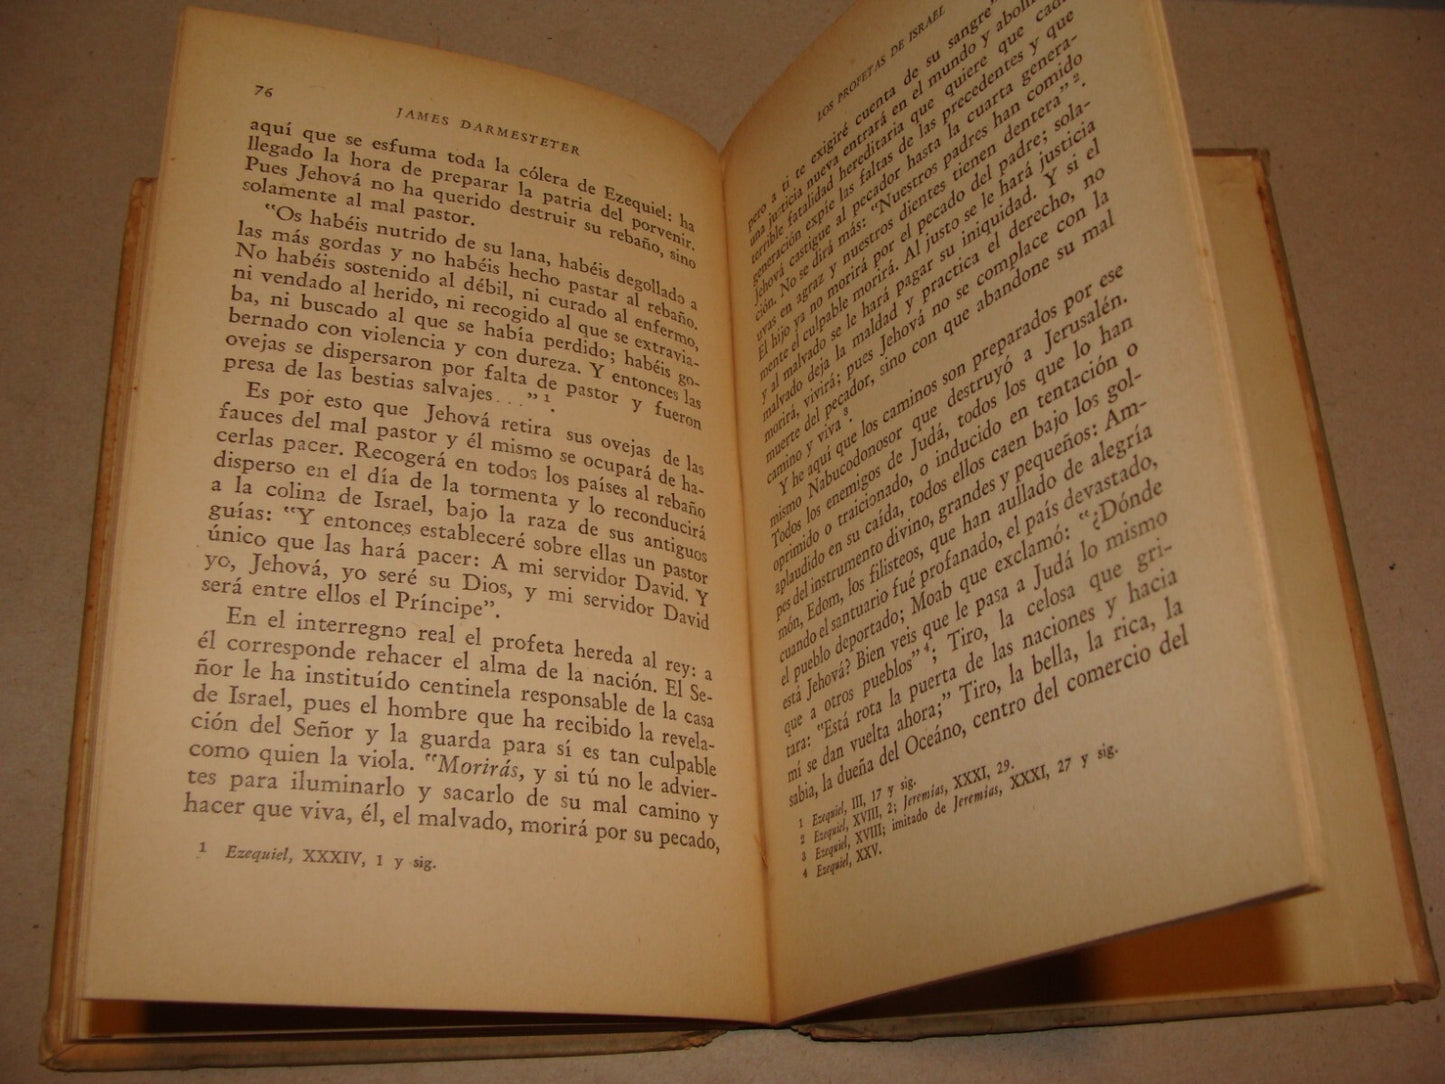 76
JAMES DARMESTETER
aquí que se esfuma toda la cólera de Ezequiel: ha
llegado la hora de preparar la patria del porvenir.
Pues Jehová no ha querido destruir su rebaño, sino
solamente al mal pastor.
"Os habéis nutrido de su lana, habéis degollado a
las más gordas y no habéis hecho pastar al rebaño.
No habéis sostenido al débil, ni curado al enfermo,
ni vendado al herido, ni recogido al que se extravia-
ba, ni buscado al que se había perdido; habéis go-
bernado con violencia y con dureza. Y entonces las
ovejas se dispersaron por falta de pastor y fueron
presa de las bestias salvajes..."¹.
Es por esto que Jehová retira sus ovejas de las
fauces del mal pastor y él mismo se ocupará de ha-
cerlas pacer. Recogerá en todos los países al rebaño
disperso en el día de la tormenta y lo reconducirá
a la colina de Israel, bajo la raza de sus antiguos
guías: "Y entonces estableceré sobre ellas un pastor
único que las hará pacer: A mi servidor David. Y
yo, Jehová, yo seré su Dios, y mi servidor David
será entre ellos el Príncipe".
En el interregno real el profeta hereda al rey: a
él corresponde rehacer el alma de la nación. El Se-
ñor le ha instituído centinela responsable de la casa
de Israel, pues el hombre que ha recibido la revela-
ción del Señor y la guarda para sí es tan culpable
como quien la viola. "Morirás, y si tú no le advier-
tes para iluminarlo y sacarlo de su mal camino y
hacer que viva, él, el malvado, morirá por su pecado,
1 Ezequiel, XXXIV, 1 y sig.
LOS PROFETAS DE ISRAEL
pero a ti te exigiré cuenta de su sangre"
una justicia nueva entrará en el mundo y aboli
terrible fatalidad hereditaria que quiere que cad
generación expíe las faltas de las precedentes y que
Jehová castigue al pecador hasta la cuarta genera-
ción. No se dirá más: "Nuestros padres han comido
uvas en agraz y nuestros dientes tienen dentera"².
El hijo ya no morirá por el pecado del padre; sola-
mente el culpable morirá. Al justo se le hará justicia
y al malvado se le hará pagar su iniquidad. Y si el
malvado deja la maldad y practica el derecho, no
morirá, vivirá; pues Jehová no se complace con la
muerte del pecador, sino con que abandone su mal
camino y viva³.
Y he aquí que los caminos son preparados por ese
mismo Nabucodonosor que destruyó a Jerusalén.
Todos los enemigos de Judá, todos los que lo han
oprimido o traicionado, o inducido en tentación o
aplaudido en su caída, todos ellos caen bajo los gol-
pes del instrumento divino, grandes y pequeños: Am-
món, Edom, los filisteos, que han aullado de alegría
cuando el santuario fué profanado, el país devastado,
el pueblo deportado; Moab que exclamó: "¿Dónde
está Jehová? Bien veis que le pasa a Judá lo mismo
que a otros pueblos"⁴; Tiro, la celosa que gri-
tara: "Está rota la puerta de las naciones y hacia
mí se dan vuelta ahora;" Tiro, la bella, la rica, la
sabia, la dueña del Oceáno, centro del comercio del
1 Ezequiel, III, 17 y sig.
2 Ezequiel, XVIII, 2; Jeremías, XXXI, 29.
3 Ezequiel, XVIII; imitado de Jeremías, XXXI, 27 y sig.
4 Ezequiel, XXV.